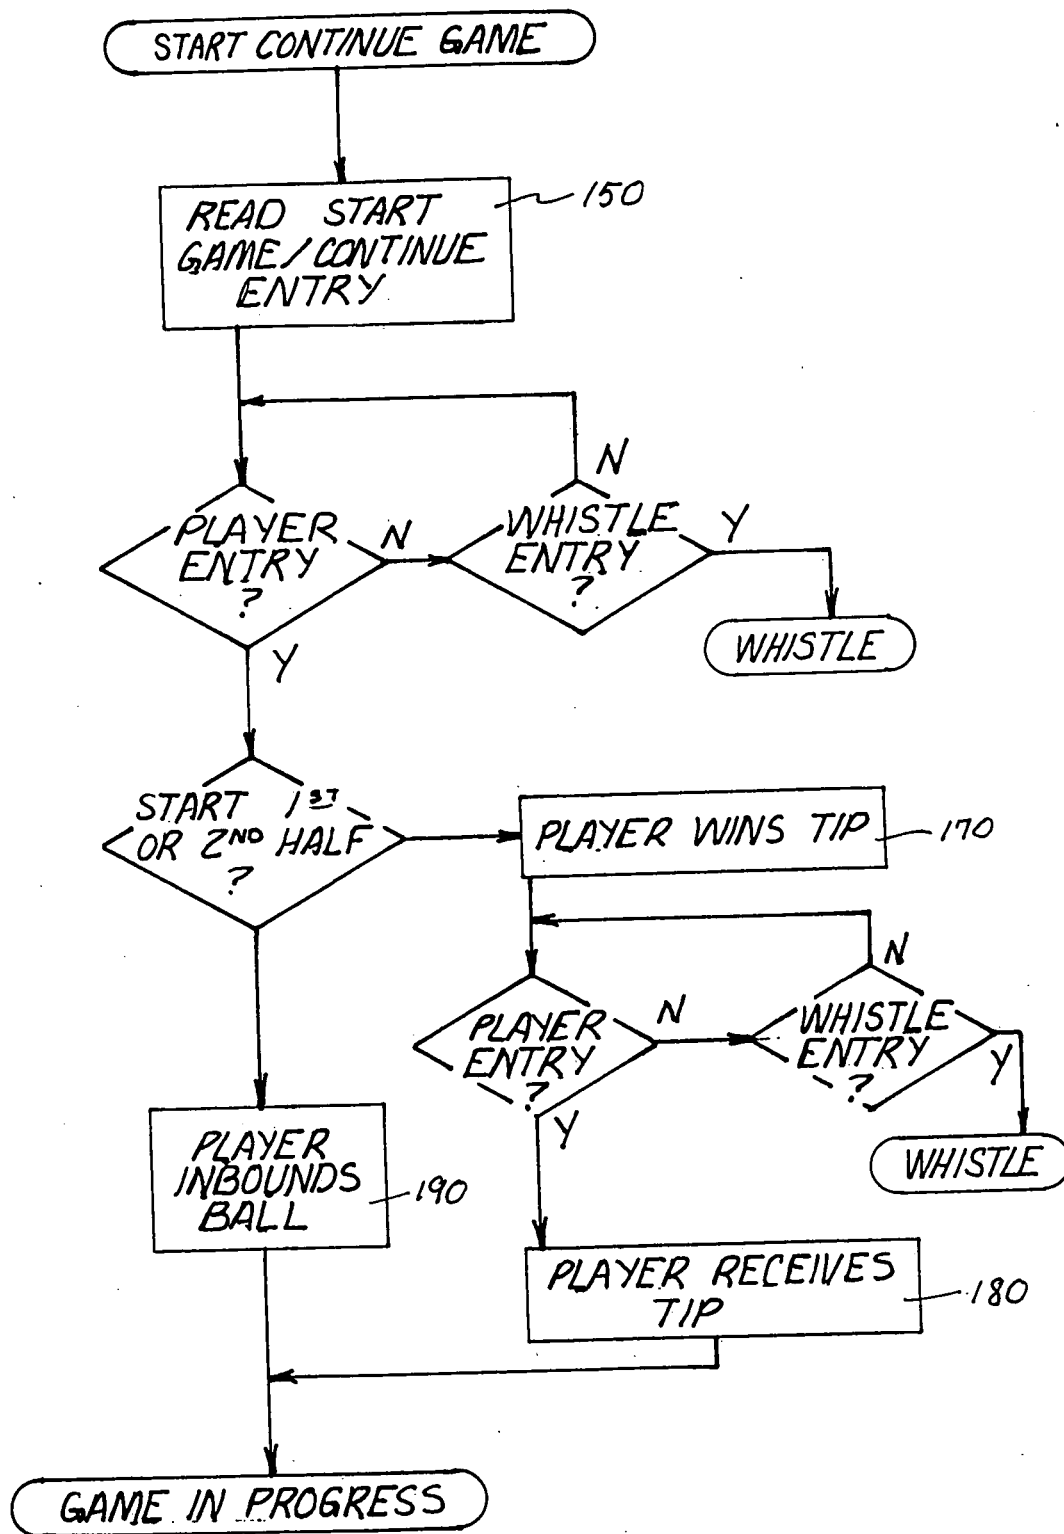 START CONTINUE GAME
READ START
GAME/CONTINUE
ENTRY
150
N
PLAYER
ENTRY
?
N
WHISTLE
ENTRY
?
Y
WHISTLE
Y
START 1ST
OR 2ND HALF
?
PLAYER WINS TIP
170
N
PLAYER
ENTRY
?
N
WHISTLE
ENTRY
?
Y
WHISTLE
Y
PLAYER
INBOUNDS
BALL
190
PLAYER RECEIVES
TIP
180
GAME IN PROGRESS